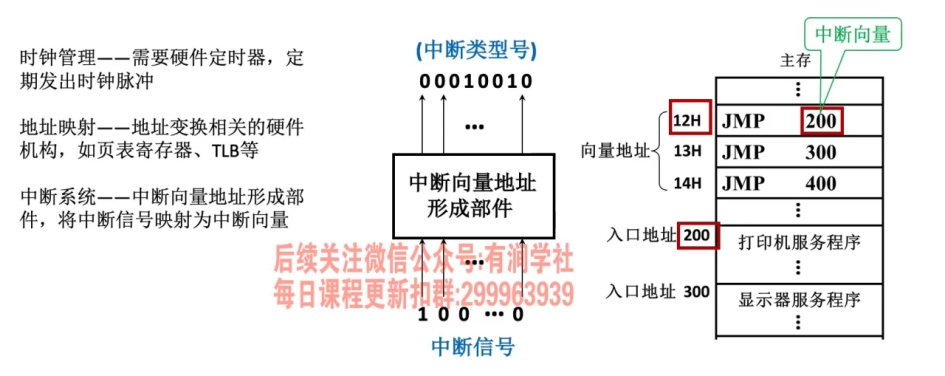 时钟管理——需要硬件定时器，定
期发出时钟脉冲
地址映射——地址变换相关的硬件
机构，如页表寄存器、TLB等
中断系统——中断向量地址形成部
件，将中断信号映射为中断向量
(中断类型号)
00010010
...
中断向量地址
形成部件
...
100 ...0
中断信号
中断向量
主存
12H JMP 200
向量地址 13H JMP 300
14H JMP 400
入口地址 200 打印机服务程序
入口地址 300 显示器服务程序
后续关注微信公众号:有润学社
每日课程更新扣群:299963939